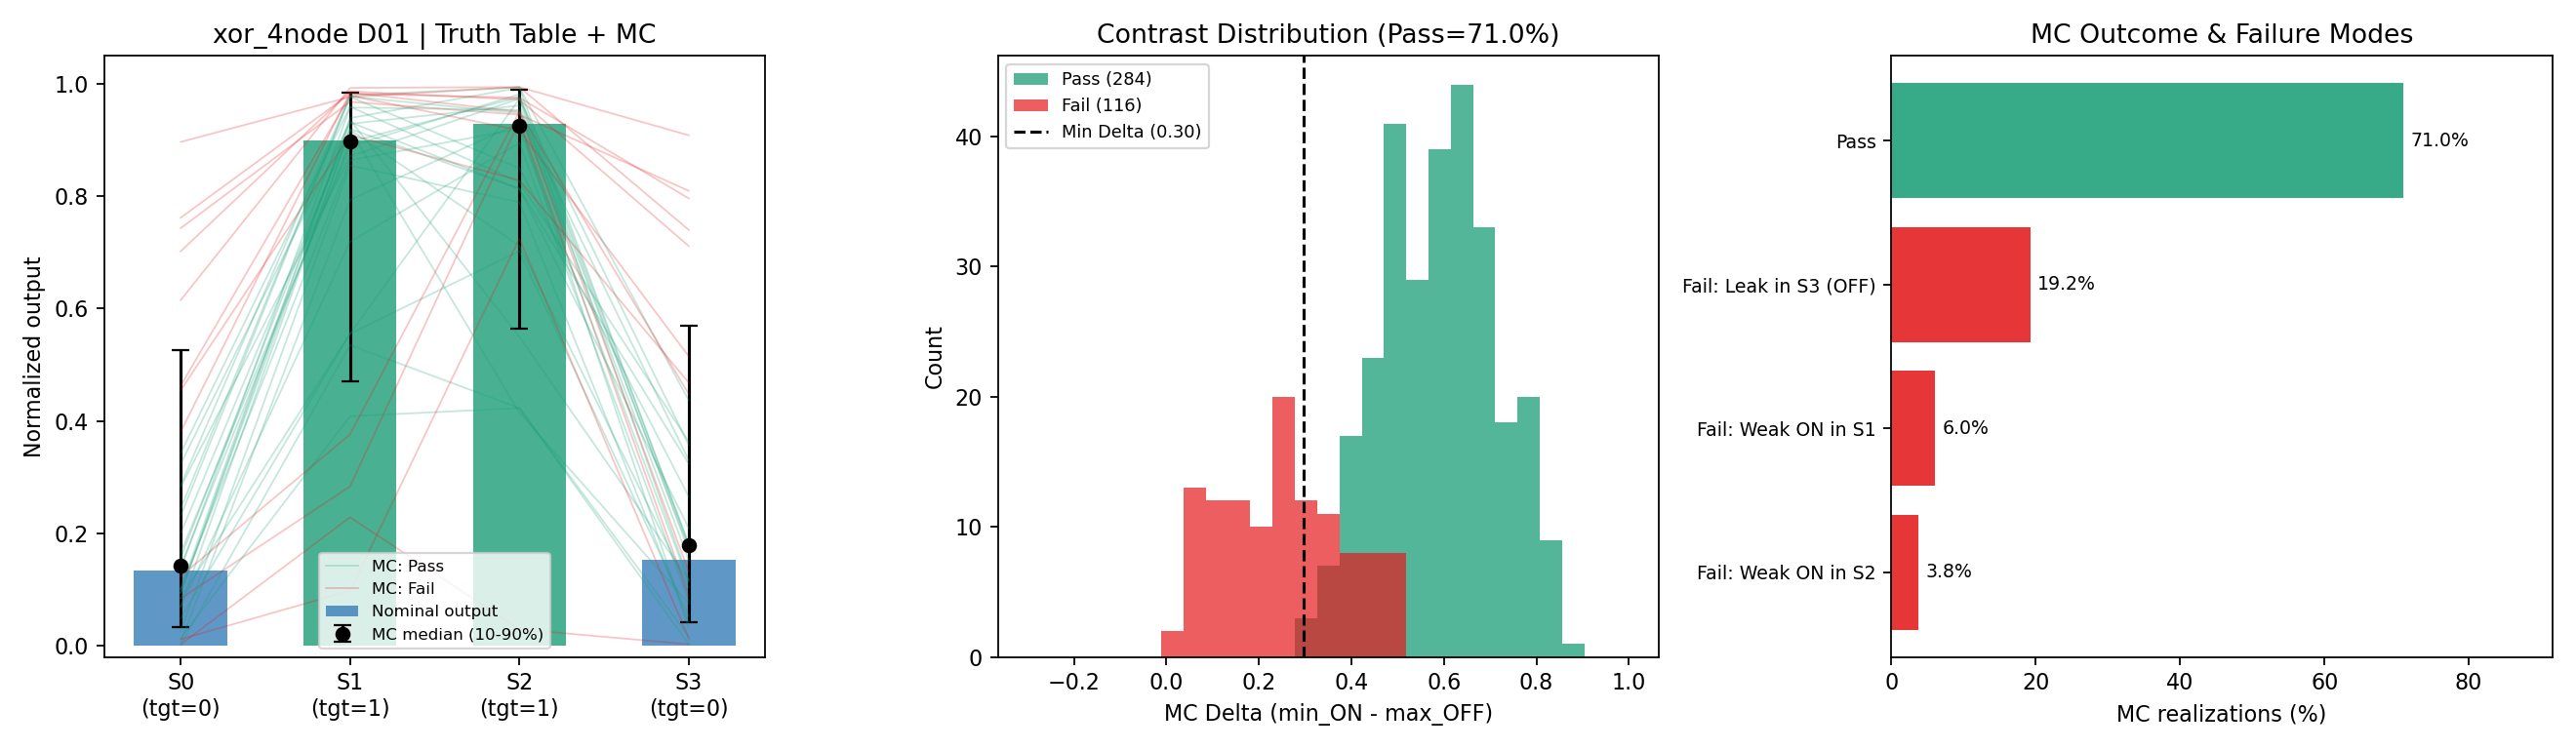 xor_4node D01 | Truth Table + MC
Normalized output
1.0
0.8
0.6
0.4
0.2
0.0
MC: Pass
MC: Fail
Nominal output
MC median (10-90%)
S0
(tgt=0)
S1
(tgt=1)
S2
(tgt=1)
S3
(tgt=0)
Contrast Distribution (Pass=71.0%)
Pass (284)
Fail (116)
Min Delta (0.30)
Count
40
30
20
10
0
−0.2
0.0
0.2
0.4
0.6
0.8
1.0
MC Delta (min_ON - max_OFF)
MC Outcome & Failure Modes
Pass
71.0%
Fail: Leak in S3 (OFF)
19.2%
Fail: Weak ON in S1
6.0%
Fail: Weak ON in S2
3.8%
0
20
40
60
80
MC realizations (%)